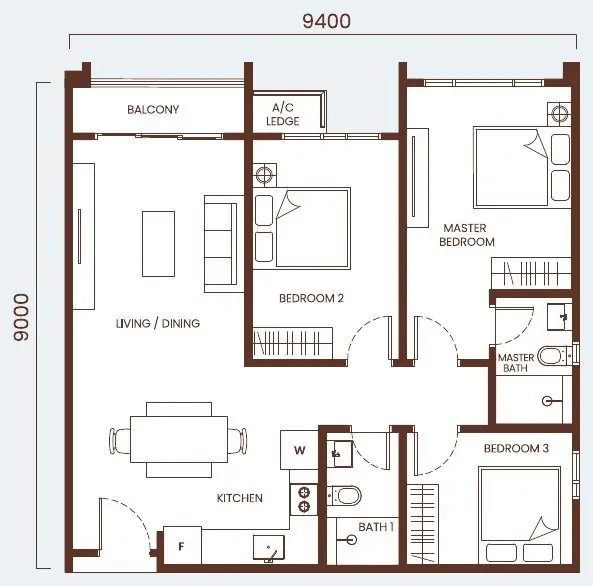 9400
9000
BALCONY
A/C
LEDGE
MASTER
BEDROOM
BEDROOM 2
LIVING / DINING
MASTER
BATH
W
BEDROOM 3
KITCHEN
BATH 1
F